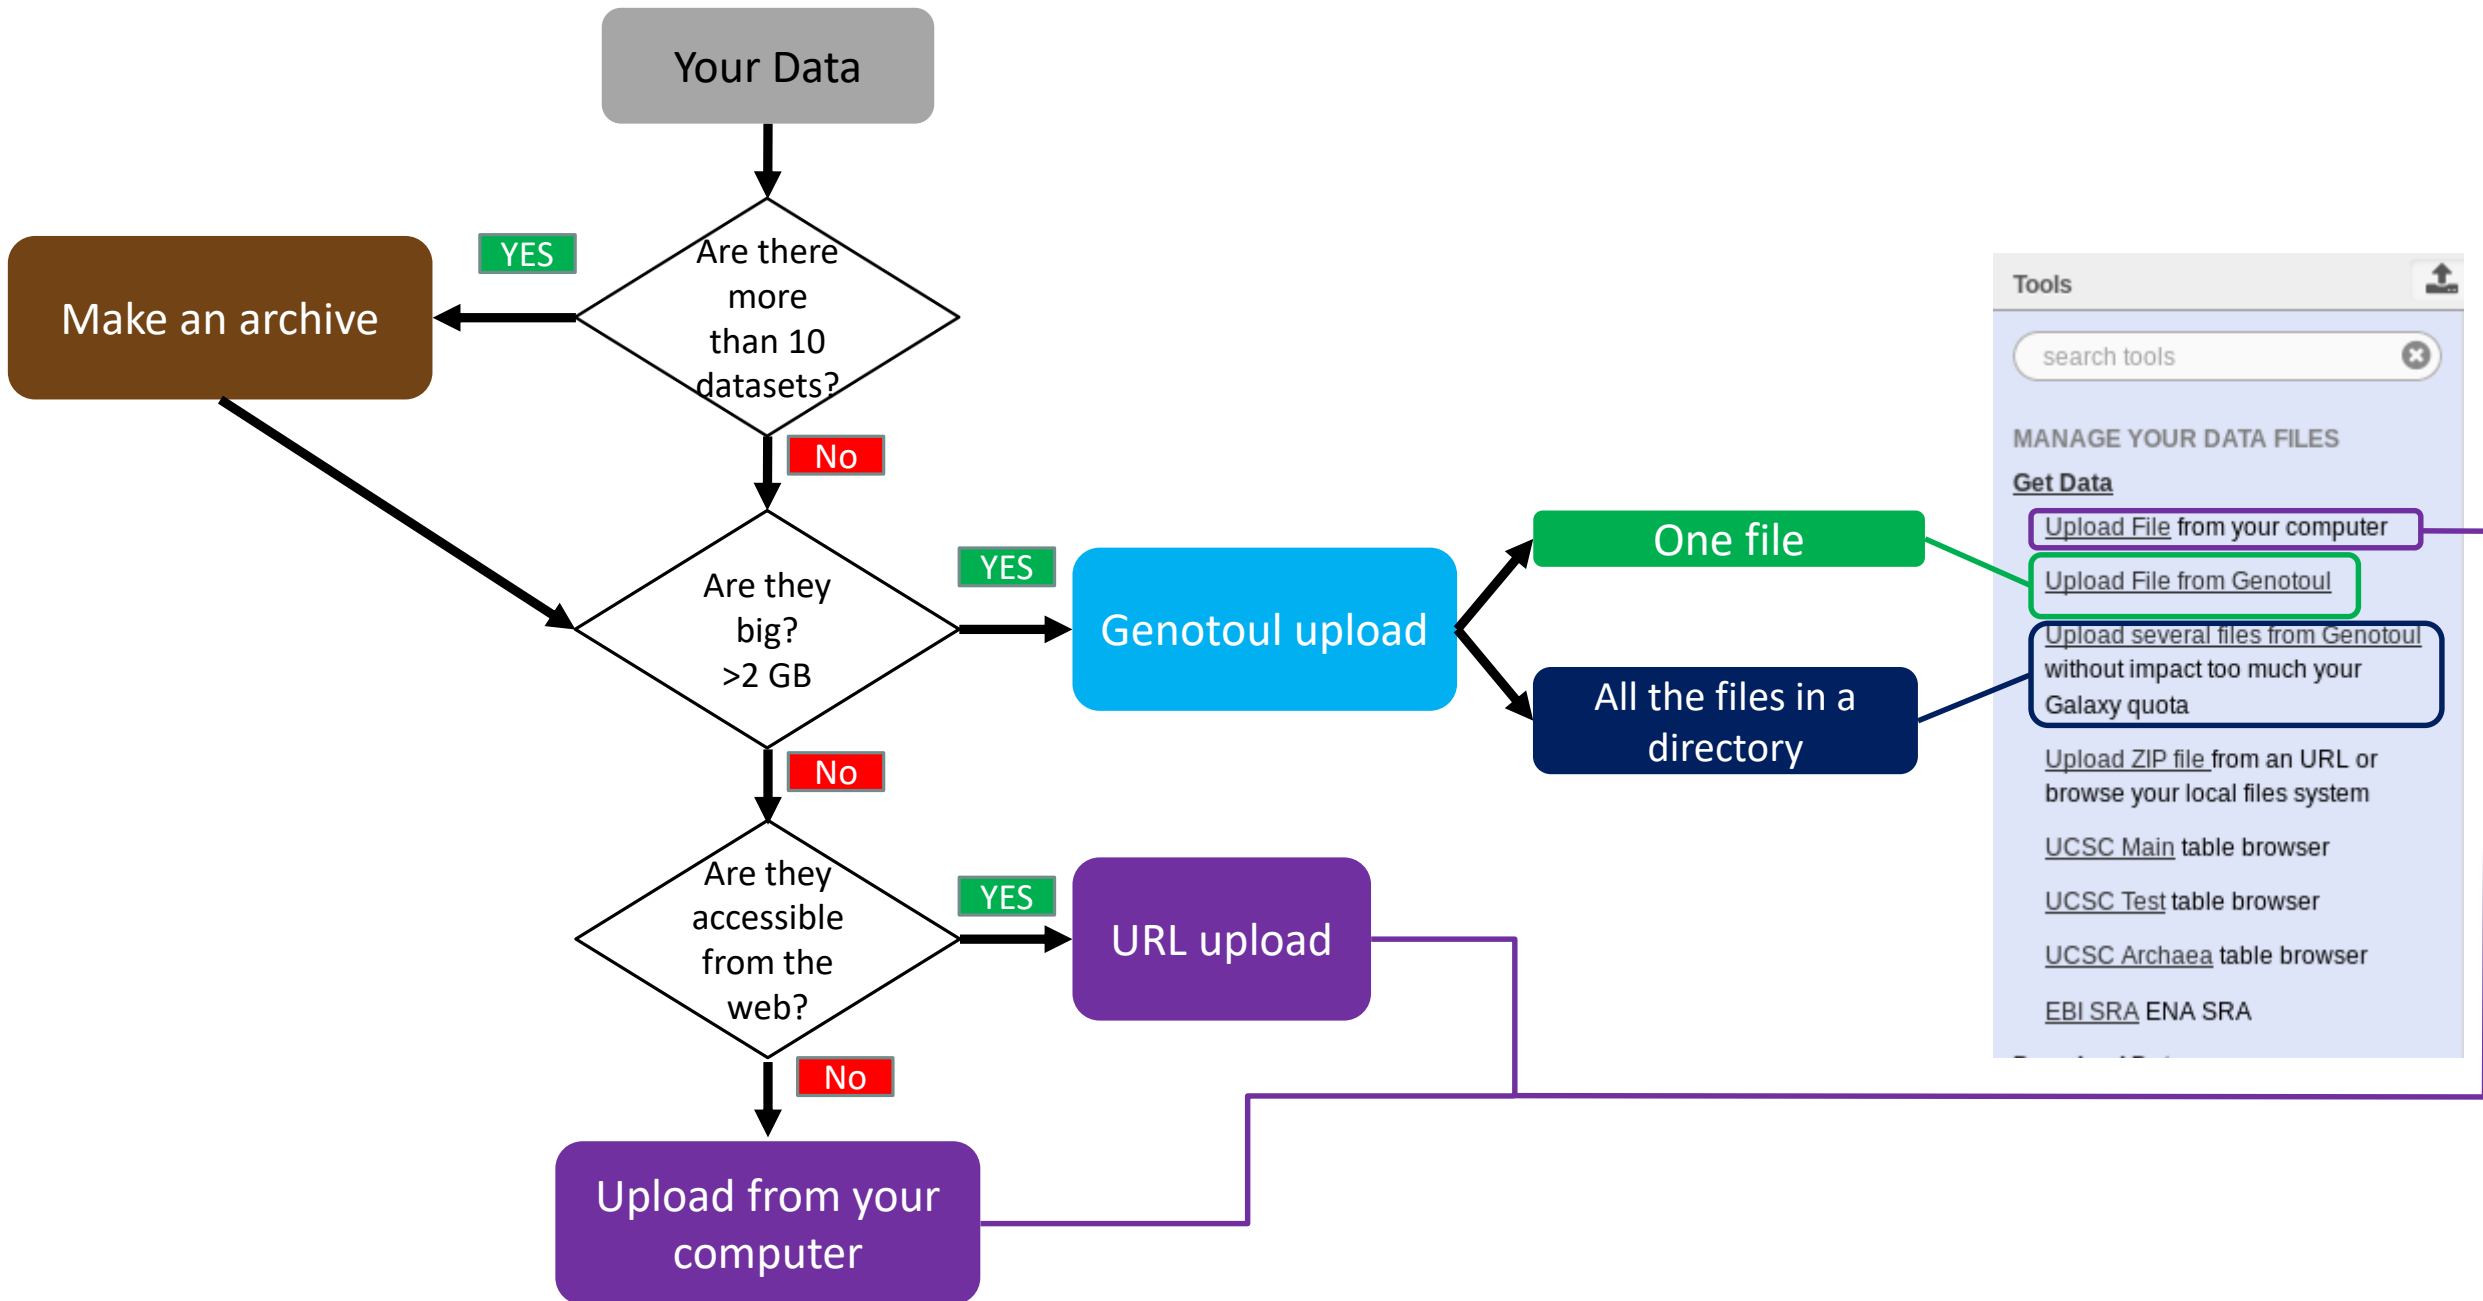 Your Data
YES
Are there
more
than 10
datasets?
Make an archive
No
Are they
big?
>2 GB
YES
Genotoul upload
One file
All the files in a
directory
No
Are they
accessible
from the
web?
YES
URL upload
No
Upload from your
computer
Tools
search tools
MANAGE YOUR DATA FILES
Get Data
Upload File from your computer
Upload File from Genotoul
Upload several files from Genotoul
without impact too much your
Galaxy quota
Upload ZIP file from an URL or
browse your local files system
UCSC Main table browser
UCSC Test table browser
UCSC Archaea table browser
EBI SRA ENA SRA